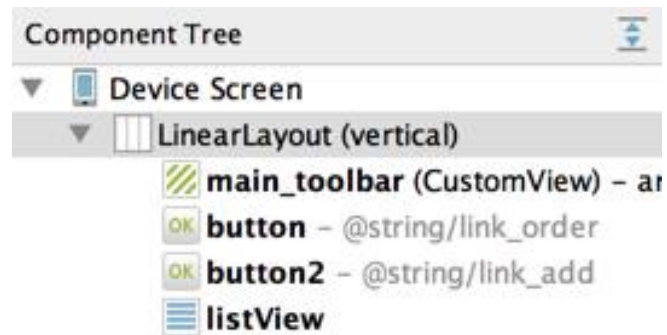 Component Tree
Device Screen
LinearLayout (vertical)
main_toolbar (CustomView) – ar
OK button – @string/link_order
OK button2 – @string/link_add
listView